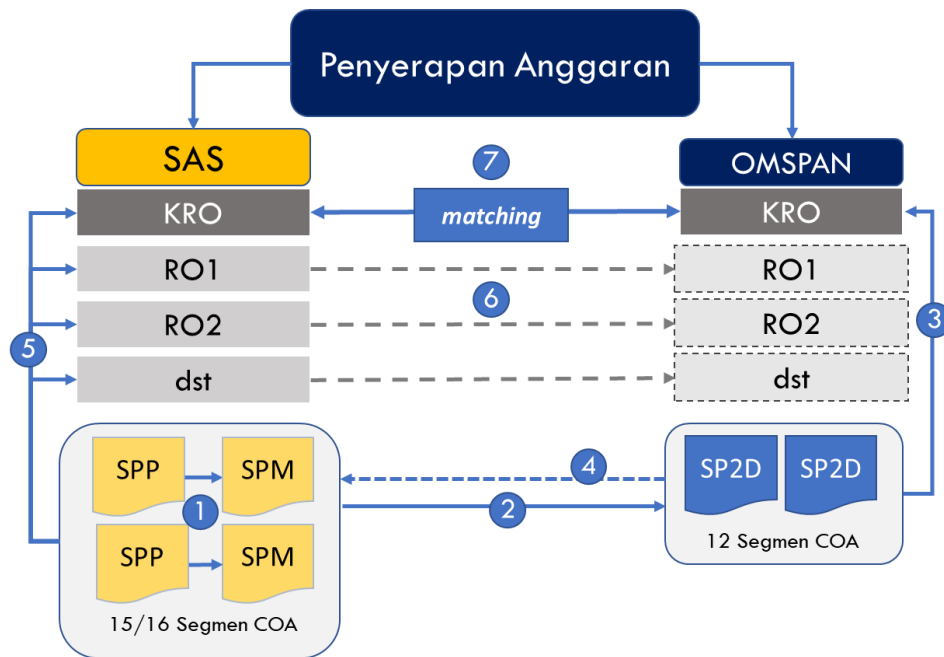 Penyerapan Anggaran
SAS
7
OMSPAN
KRO
matching
KRO
RO1
RO1
6
RO2
RO2
3
5
dst
dst
SPP
SPM
4
SP2D
SP2D
1
2
SPP
SPM
12 Segmen COA
15/16 Segmen COA